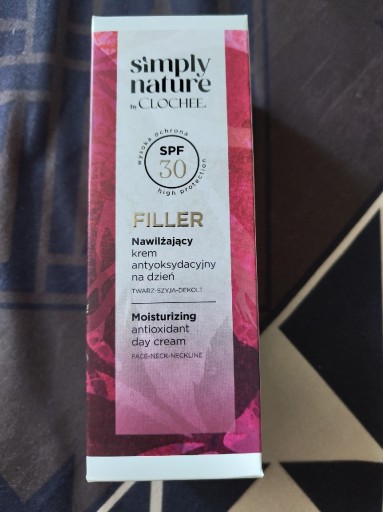 simply
nature
by CLOCHEE.
wysoka ochrona
SPF
30
high protection
FILLER
Nawilżający
krem
antyoksydacyjny
na dzień
TWARZ-SZYJA-DEKOLT
Moisturizing
antioxidant
day cream
FACE-NECK-NECKLINE